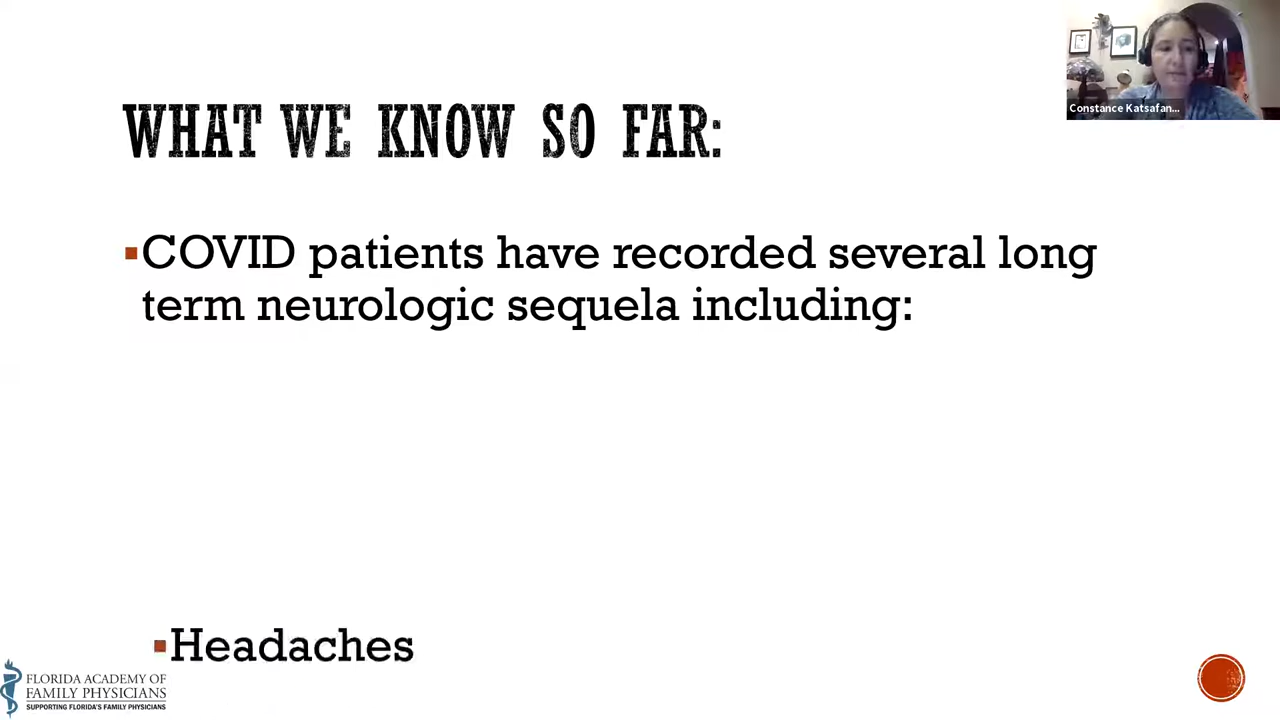 Constance Katsafan...
WHAT WE KNOW SO FAR:
▪COVID patients have recorded several long
term neurologic sequela including:
▪Headaches
FLORIDA ACADEMY OF
FAMILY PHYSICIANS
SUPPORTING FLORIDA'S FAMILY PHYSICIANS